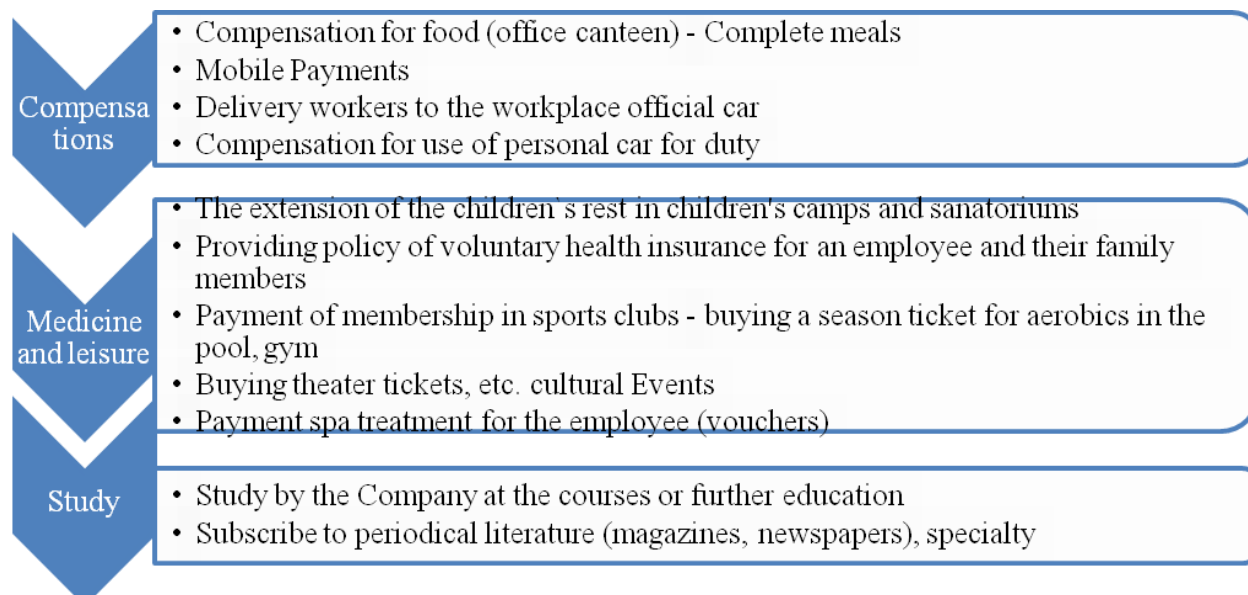 Compensa
tions
• Compensation for food (office canteen) - Complete meals
• Mobile Payments
• Delivery workers to the workplace official car
• Compensation for use of personal car for duty
Medicine
and leisure
• The extension of the children`s rest in children's camps and sanatoriums
• Providing policy of voluntary health insurance for an employee and their family
members
• Payment of membership in sports clubs - buying a season ticket for aerobics in the
pool, gym
• Buying theater tickets, etc. cultural Events
• Payment spa treatment for the employee (vouchers)
Study
• Study by the Company at the courses or further education
• Subscribe to periodical literature (magazines, newspapers), specialty